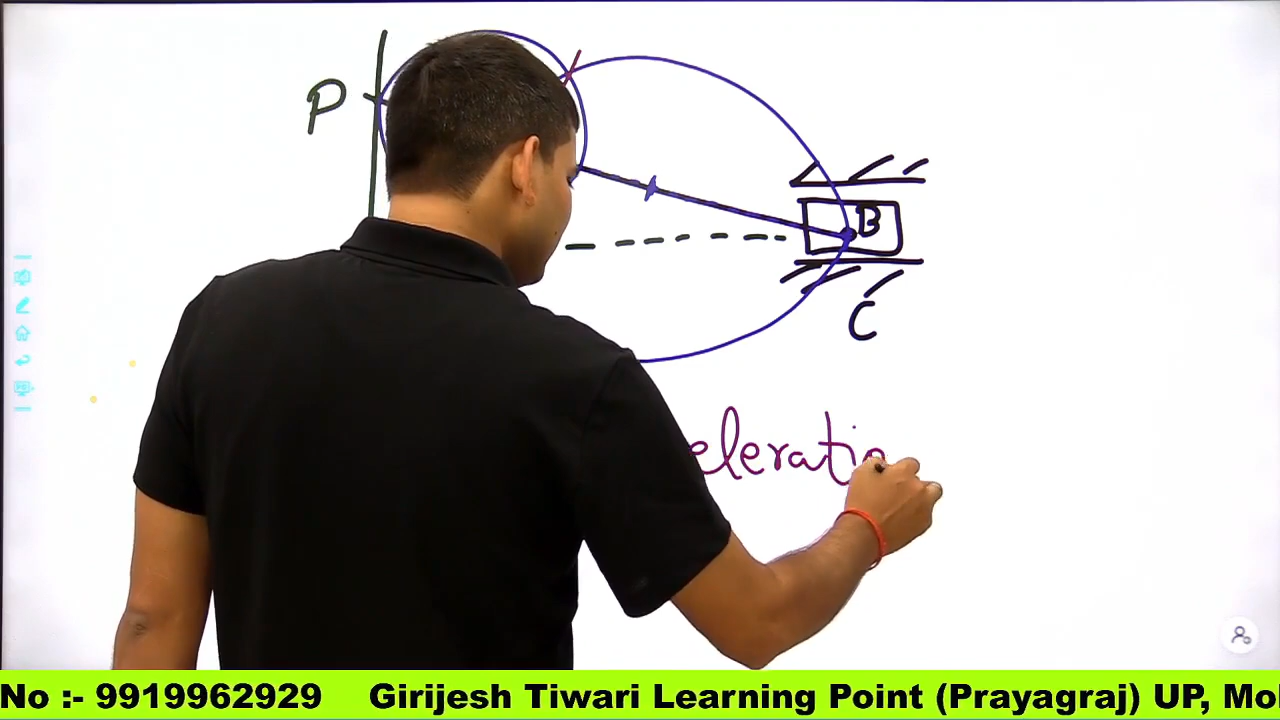 P
B
C
eleratio
No :- 9919962929 Girijesh Tiwari Learning Point (Prayagraj) UP, Mo